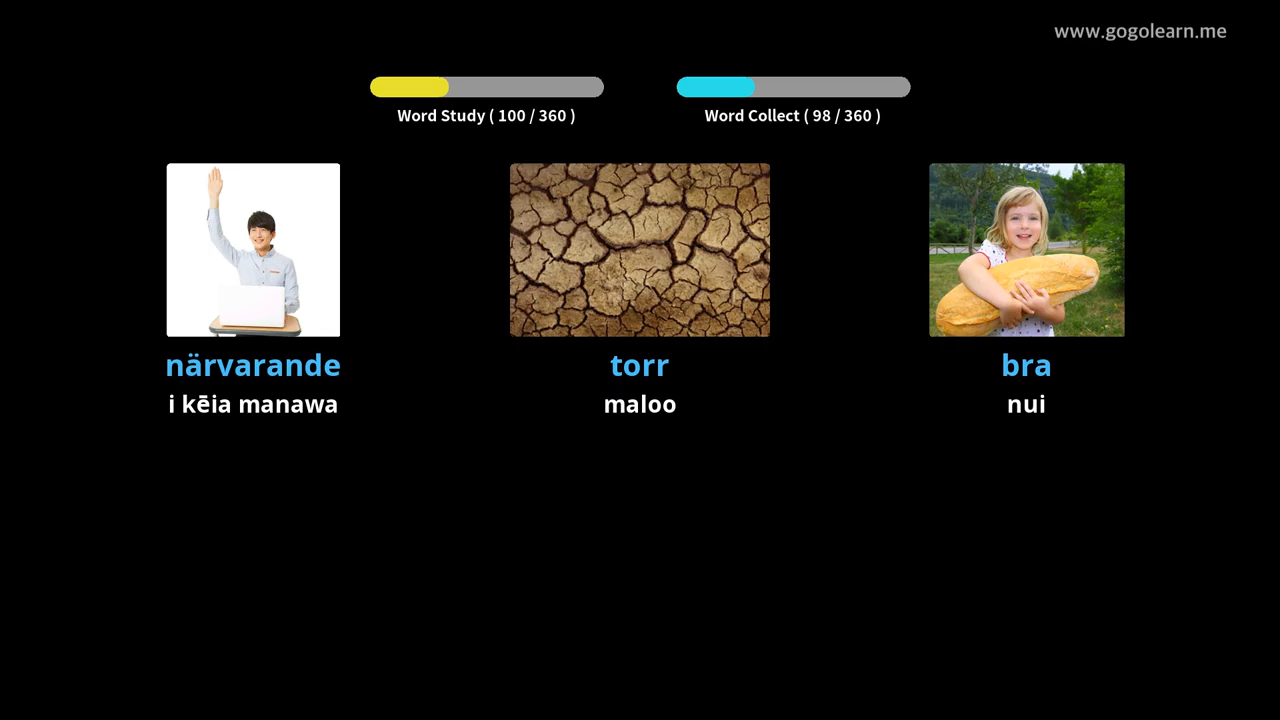 www.gogolearn.me
Word Study ( 100 / 360 )
Word Collect ( 98 / 360 )
närvarande
torr
bra
i kēia manawa
maloo
nui